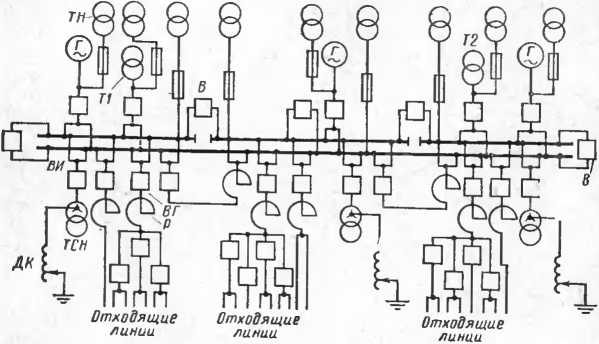 ТН
Г
Т1
В
Г
Т2
Г
ВИ
ВГ
Р
В
ТСН
ДК
Отходящие
линии
Отходящие
линии
Отходящие
линии